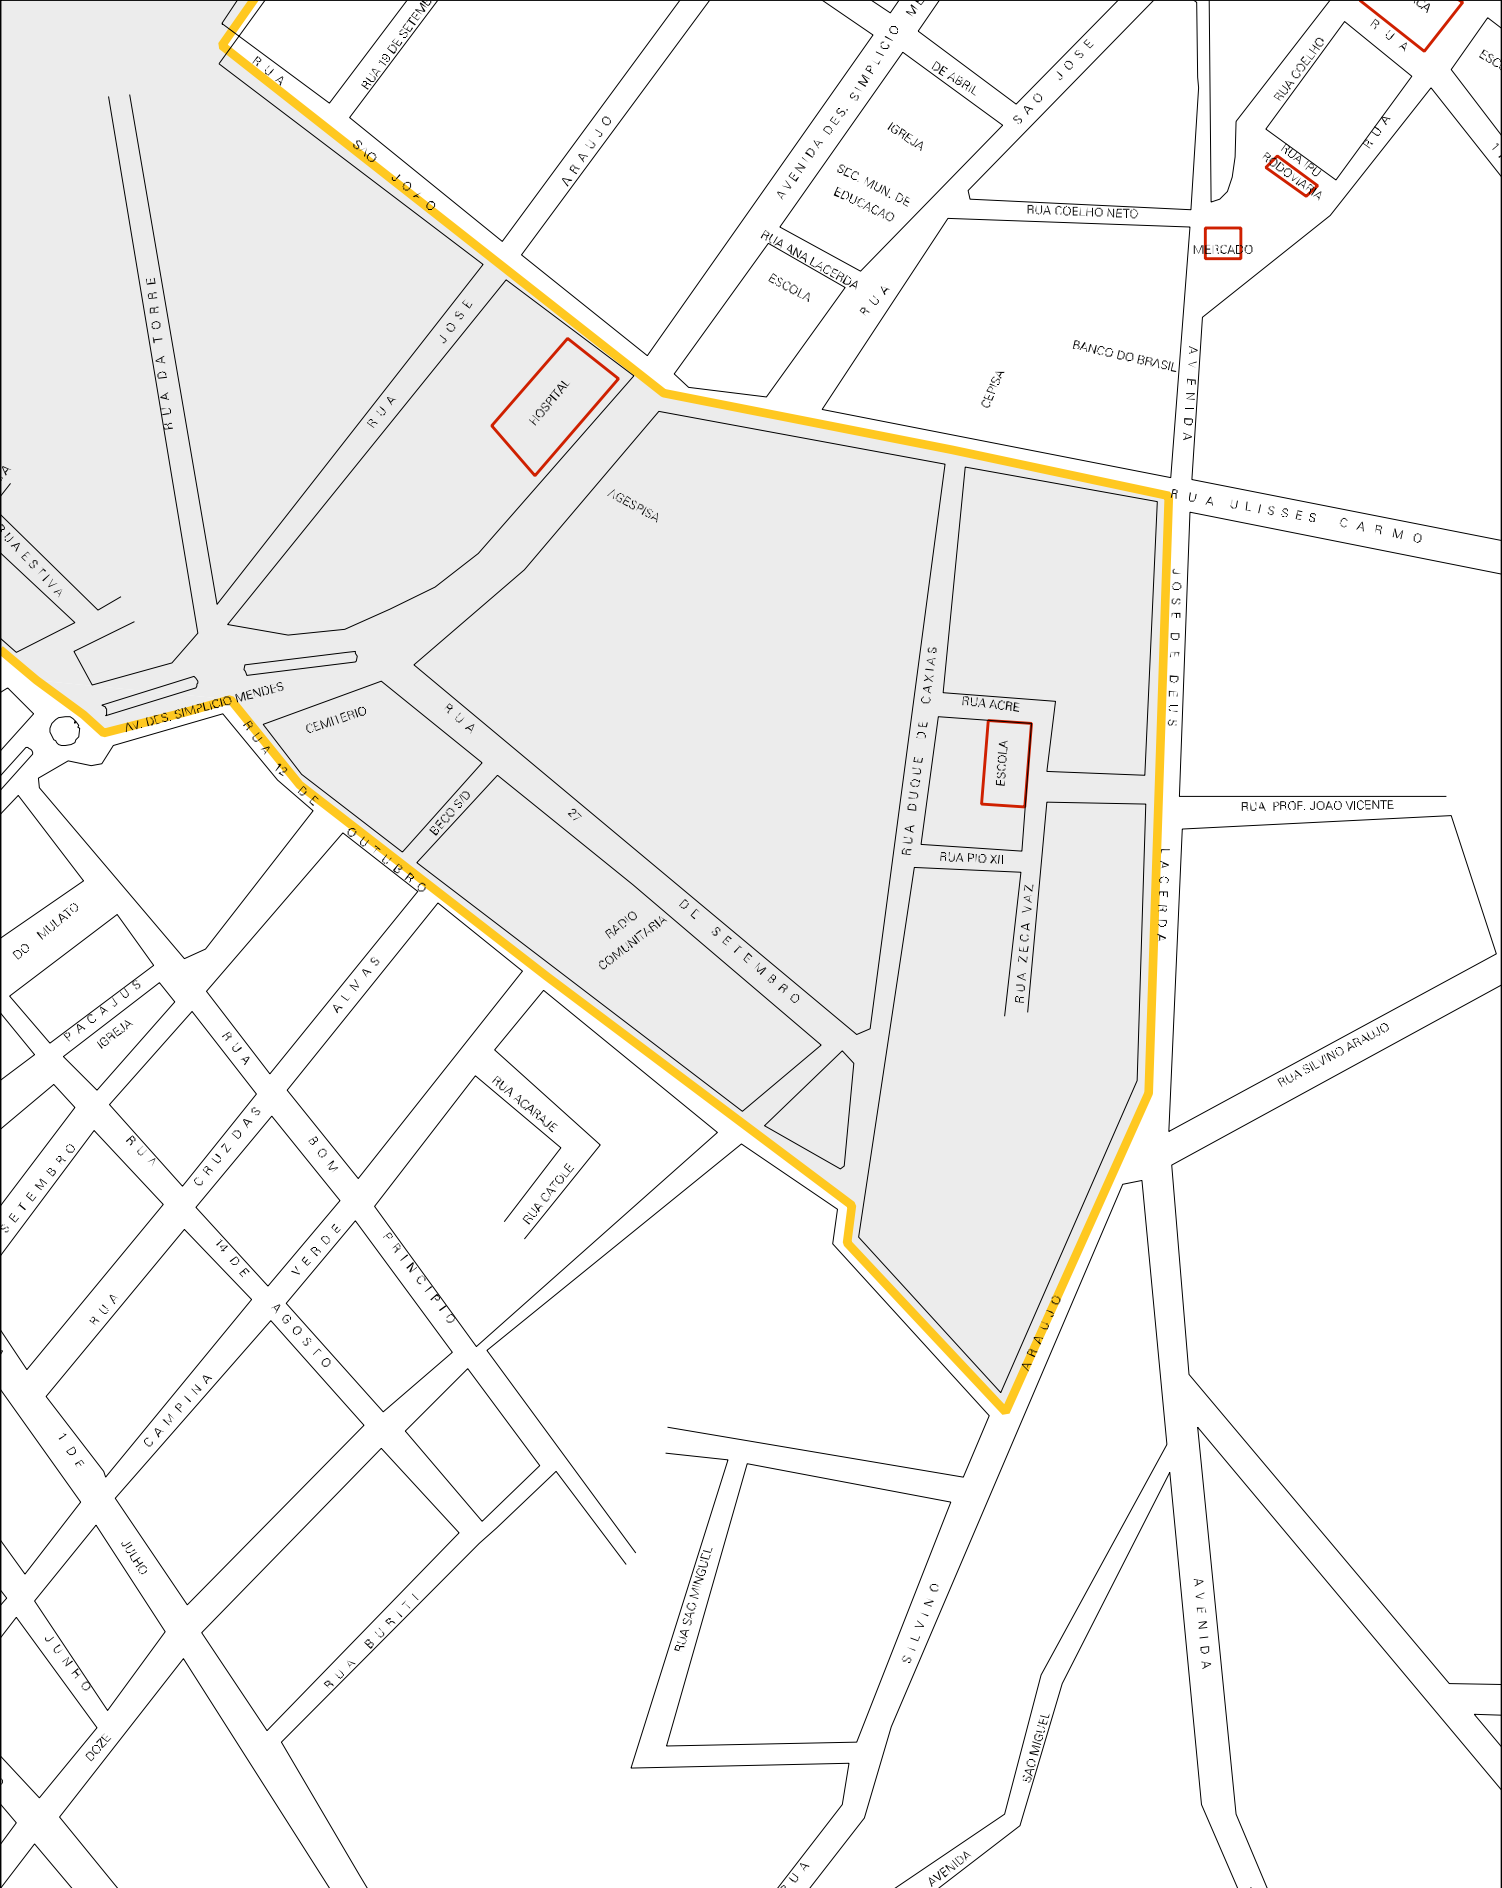 RUA 19 DE SETEMB
RUA
SAO JOAO
ARAUJO
AVENIDA DES. SIMPLICIO ME
DE ABRIL
IGREJA
SEC. MUN. DE
EDUCACAO
SAO JOSE
RUA COELHO
RUA
RUA
RUA IPU
RODOVIARIA
RUA COELHO NETO
MERCADO
RUA ANA LACERDA
ESCOLA
RUA
BANCO DO BRASIL
CEPISA
AVENIDA
RUA DA TORRE
RUA JOSE
HOSPITAL
AGESPISA
RUA ULISSES CARMO
RUA ESTIVA
JOSE DE DEUS
AV. DES. SIMPLICIO MENDES
CEMITERIO
RUA
27
DE SETEMBRO
RUA 12 DE OUTUBRO
BECO S/D
RUA DUQUE DE CAXIAS
RUA ACRE
ESCOLA
RUA PIO XII
RUA ZECA VAZ
RUA PROF. JOAO VICENTE
LACERDA
RADIO
COMUNITARIA
DO MULATO
PACAJUS
IGREJA
ALMAS
RUA
BOM
PRINCIPIO
RUA SILVINO ARAUJO
RUA ACARAJE
RUA CATOLE
CRUZ DAS
RUA
14 DE
AGOSTO
SETEMBRO
VERDE
RUA
CAMPINA
ARAUJO
1 DE
JULHO
RUA BURITI
JUNHO
DOZE
RUA SAO MINGUEL
SILVINO
AVENIDA
SAO MIGUEL
AVENIDA
RUA